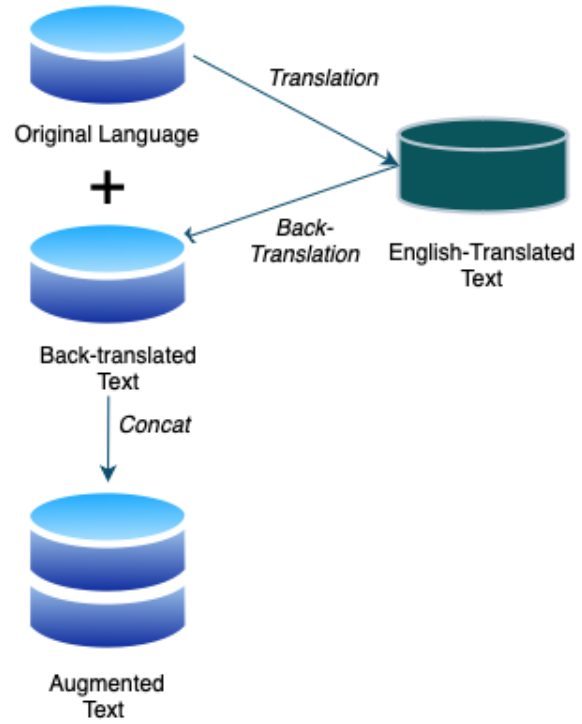 Translation
Original Language
+
Back-
Translation
English-Translated
Text
Back-translated
Text
Concat
Augmented
Text